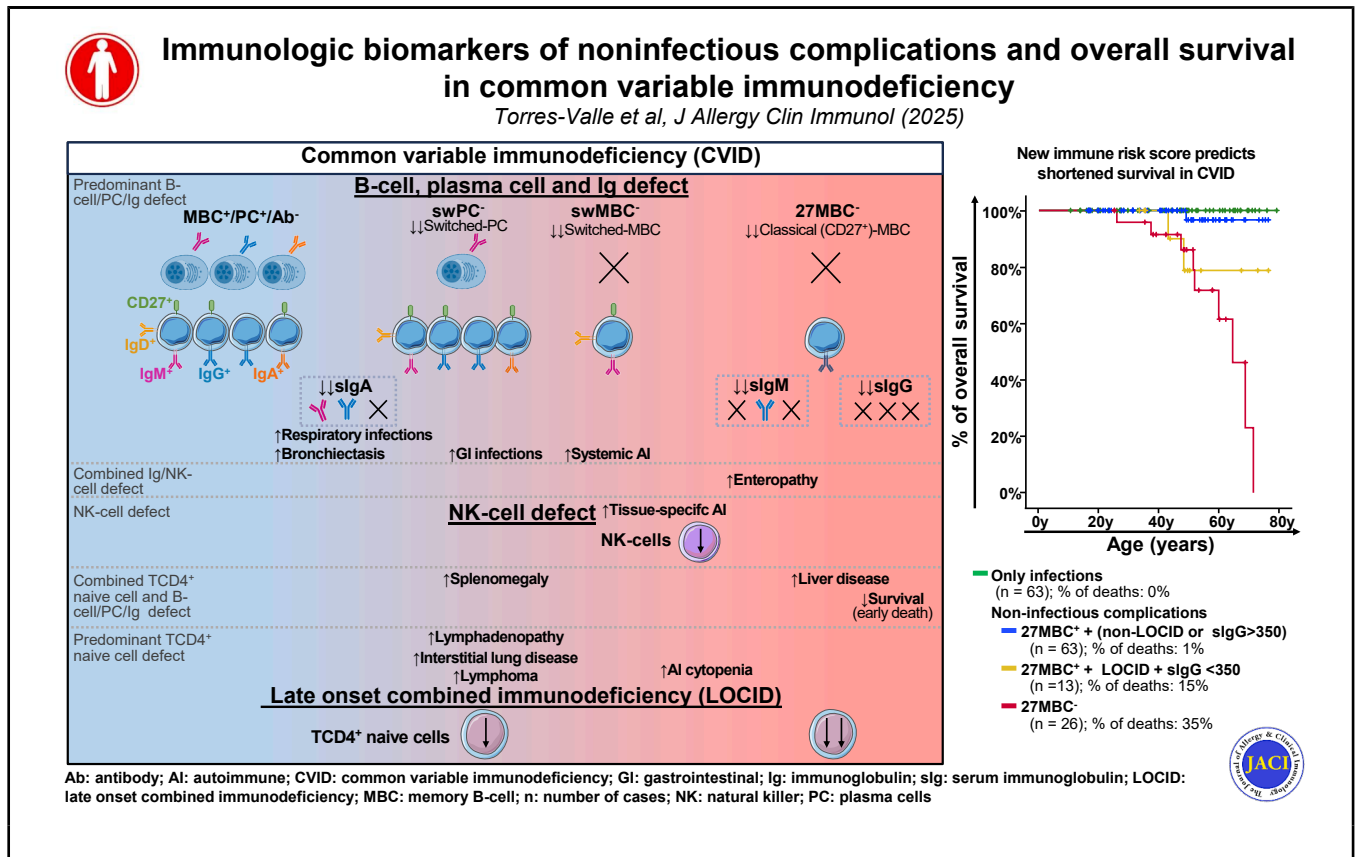 Immunologic biomarkers of noninfectious complications and overall survival
in common variable immunodeficiency
Torres-Valle et al, J Allergy Clin Immunol (2025)
Common variable immunodeficiency (CVID)
Predominant B-
cell/PC/Ig defect
B-cell, plasma cell and Ig defect
MBC⁺/PC⁺/Ab⁻
swPC⁻
↓↓Switched-PC
swMBC⁻
↓↓Switched-MBC
27MBC⁻
↓↓Classical (CD27⁺)-MBC
CD27⁺
IgD⁺
IgM⁺
IgG⁺
IgA⁺
↓↓sIgA
↓↓sIgM
↓↓sIgG
↑Respiratory infections
↑Bronchiectasis
↑GI infections
↑Systemic AI
Combined Ig/NK-
cell defect
↑Enteropathy
NK-cell defect
NK-cell defect
↑Tissue-specifc AI
NK-cells
Combined TCD4⁺
naive cell and B-
cell/PC/Ig defect
↑Splenomegaly
↑Liver disease
↓Survival
(early death)
Predominant TCD4⁺
naive cell defect
↑Lymphadenopathy
↑Interstitial lung disease
↑Lymphoma
↑AI cytopenia
Late onset combined immunodeficiency (LOCID)
TCD4⁺ naive cells
New immune risk score predicts
shortened survival in CVID
% of overall survival
100%
80%
60%
40%
20%
0%
0y
20y
40y
60y
80y
Age (years)
Only infections
(n = 63); % of deaths: 0%
Non-infectious complications
27MBC⁺ + (non-LOCID or sIgG>350)
(n = 63); % of deaths: 1%
27MBC⁺ + LOCID + sIgG <350
(n =13); % of deaths: 15%
27MBC⁻
(n = 26); % of deaths: 35%
The Journal of Allergy & Clinical Immunology
JACI
Ab: antibody; AI: autoimmune; CVID: common variable immunodeficiency; GI: gastrointestinal; Ig: immunoglobulin; sIg: serum immunoglobulin; LOCID:
late onset combined immunodeficiency; MBC: memory B-cell; n: number of cases; NK: natural killer; PC: plasma cells